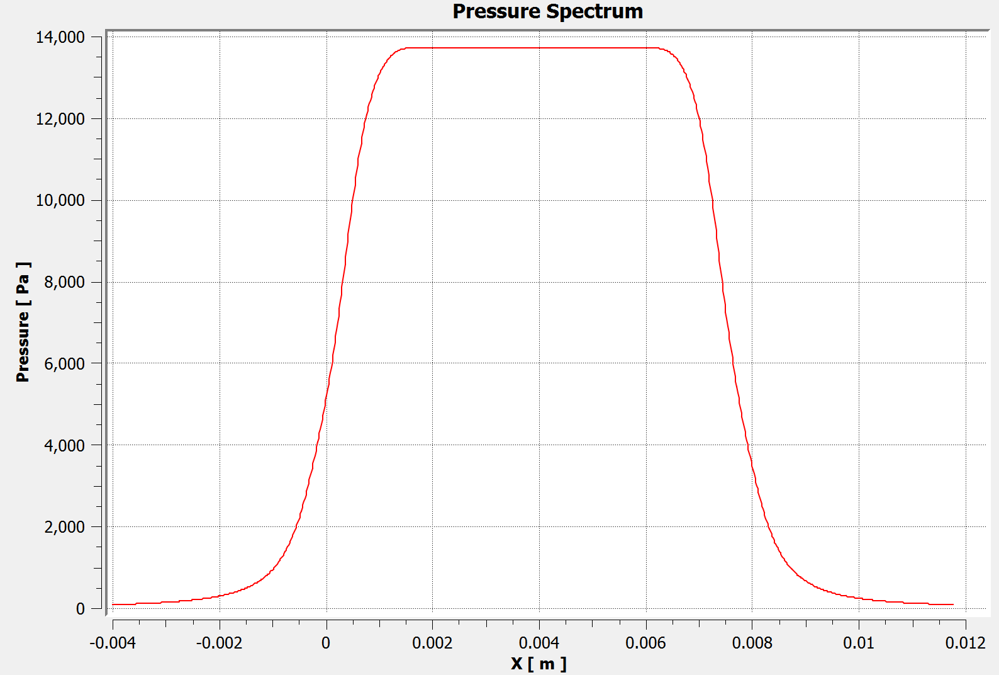 Pressure Spectrum
14,000
12,000
10,000
8,000
6,000
4,000
2,000
0
Pressure [ Pa ]
-0.004 -0.002 0 0.002 0.004 0.006 0.008 0.01 0.012
X [ m ]